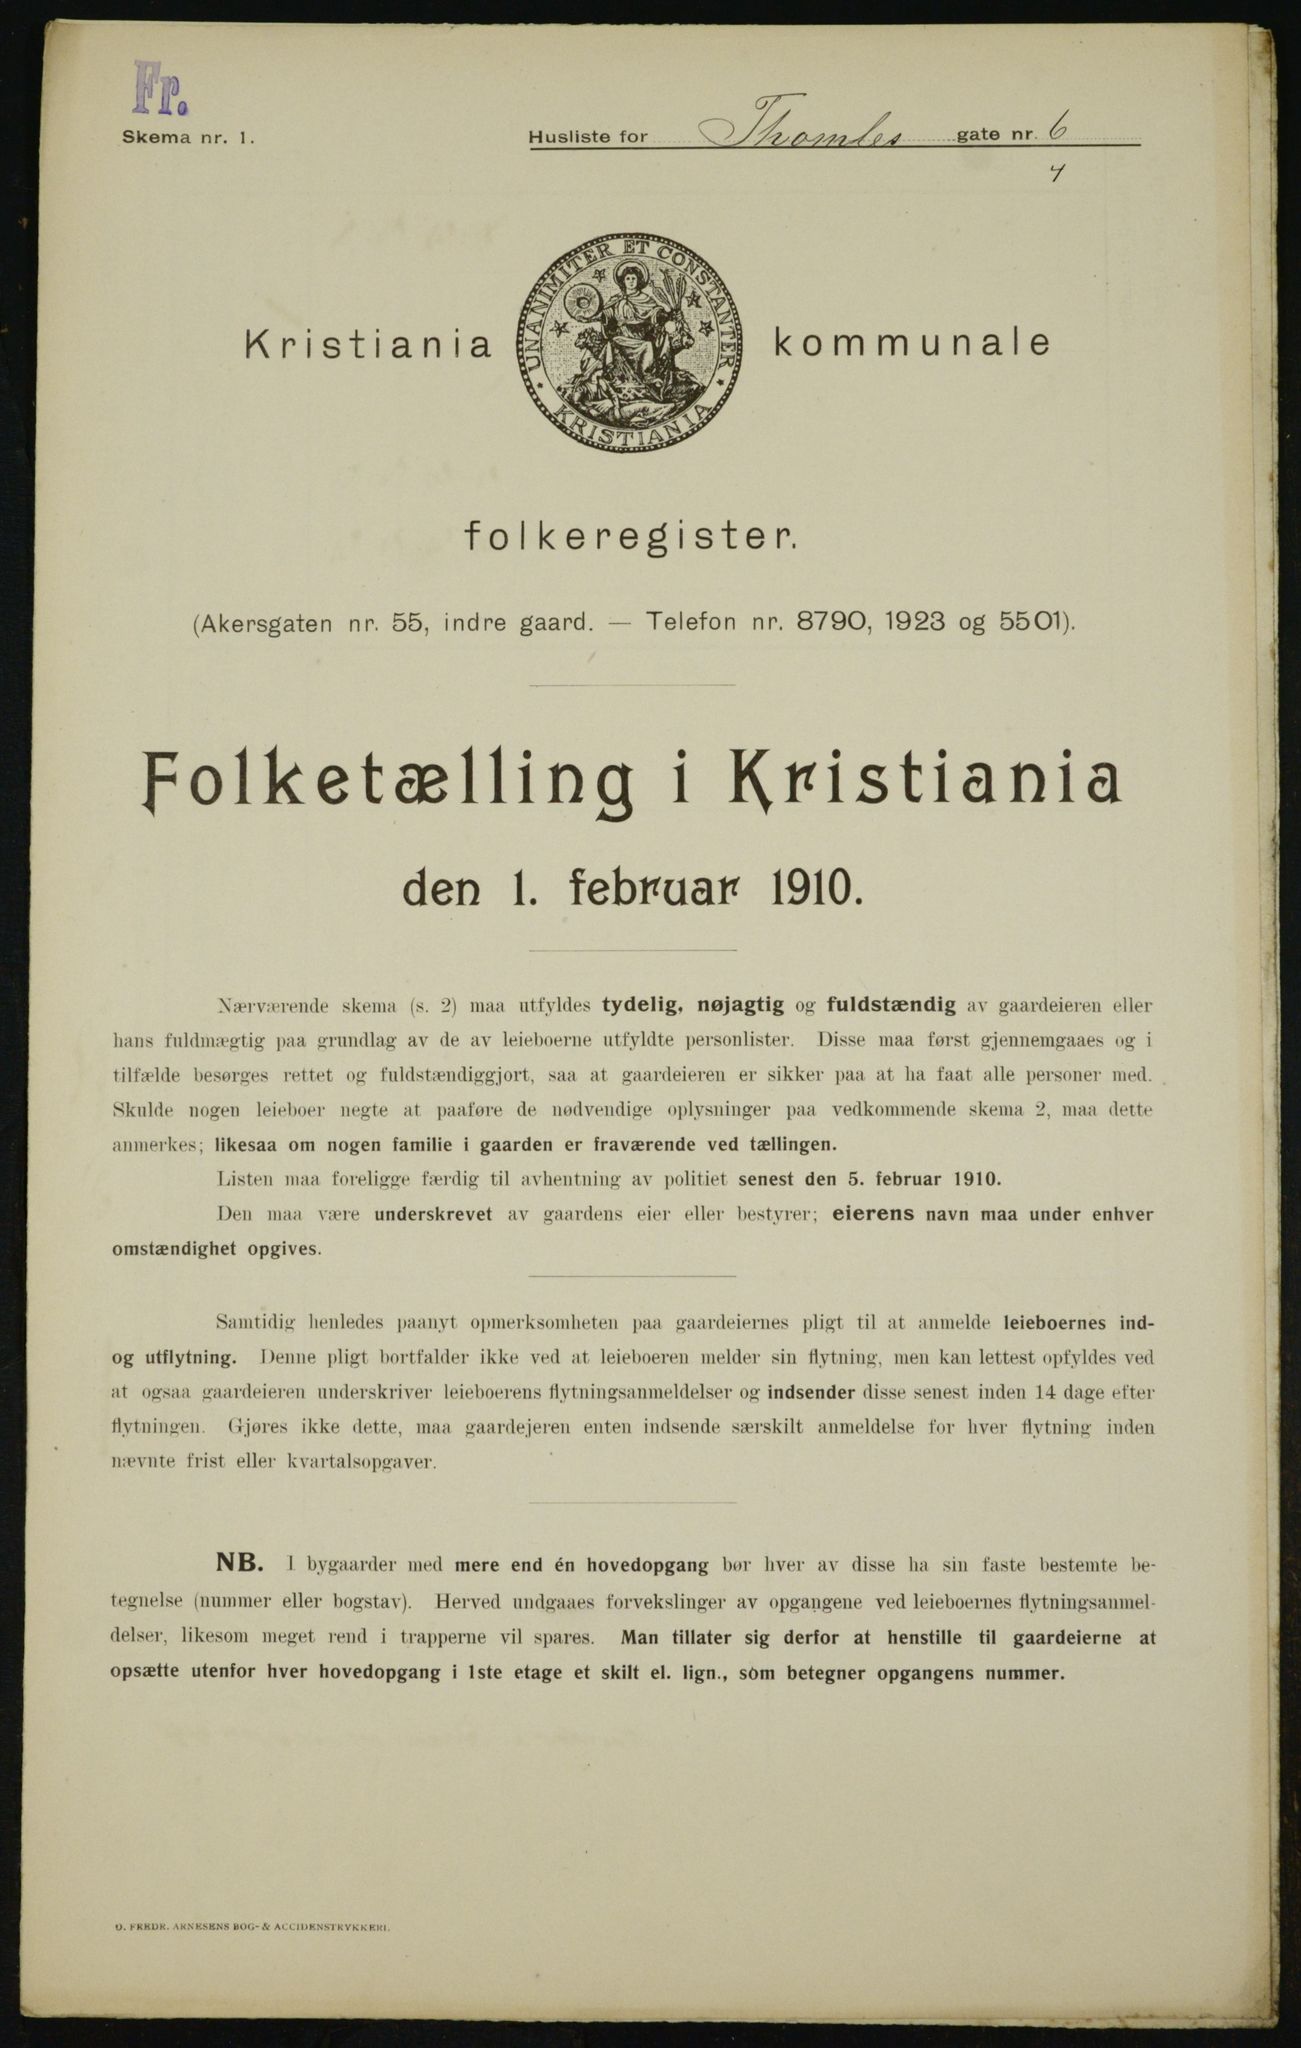 Fr.
Skema nr. 1.
Husliste for Thomles gate nr. 6
4
UNANIMITER ET CONSTANTER
KRISTIANIA
Kristiania kommunale
folkeregister.
(Akersgaten nr. 55, indre gaard. — Telefon nr. 8790, 1923 og 5501).
Folketælling i Kristiania
den 1. februar 1910.
Nærværende skema (s. 2) maa utfyldes tydelig, nøjagtig og fuldstændig av gaardeieren eller
hans fuldmægtig paa grundlag av de av leieboerne utfyldte personlister. Disse maa først gjennemgaaes og i
tilfælde besørges rettet og fuldstændiggjort, saa at gaardeieren er sikker paa at ha faat alle personer med.
Skulde nogen leieboer negte at paaføre de nødvendige oplysninger paa vedkommende skema 2, maa dette
anmerkes; likesaa om nogen familie i gaarden er fraværende ved tællingen.
Listen maa foreligge færdig til avhentning av politiet senest den 5. februar 1910.
Den maa være underskrevet av gaardens eier eller bestyrer; eierens navn maa under enhver
omstændighet opgives.
Samtidig henledes paanyt opmerksomheten paa gaardeiernes pligt til at anmelde leieboernes ind-
og utflytning. Denne pligt bortfalder ikke ved at leieboeren melder sin flytning, men kan lettest opfyldes ved
at ogsaa gaardeieren underskriver leieboerens flytningsanmeldelser og indsender disse senest inden 14 dage efter
flytningen. Gjøres ikke dette, maa gaardejeren enten indsende særskilt anmeldelse for hver flytning inden
nævnte frist eller kvartalsopgaver.
NB. I bygaarder med mere end én hovedopgang bør hver av disse ha sin faste bestemte be-
tegnelse (nummer eller bogstav). Herved undgaaes forvekslinger av opgangene ved leieboernes flytningsanmel-
delser, likesom meget rend i trapperne vil spares. Man tillater sig derfor at henstille til gaardeierne at
opsætte utenfor hver hovedopgang i 1ste etage et skilt el. lign., som betegner opgangens nummer.
O. FREDR. ARNESENS BOG- & ACCIDENSTRYKKERI.